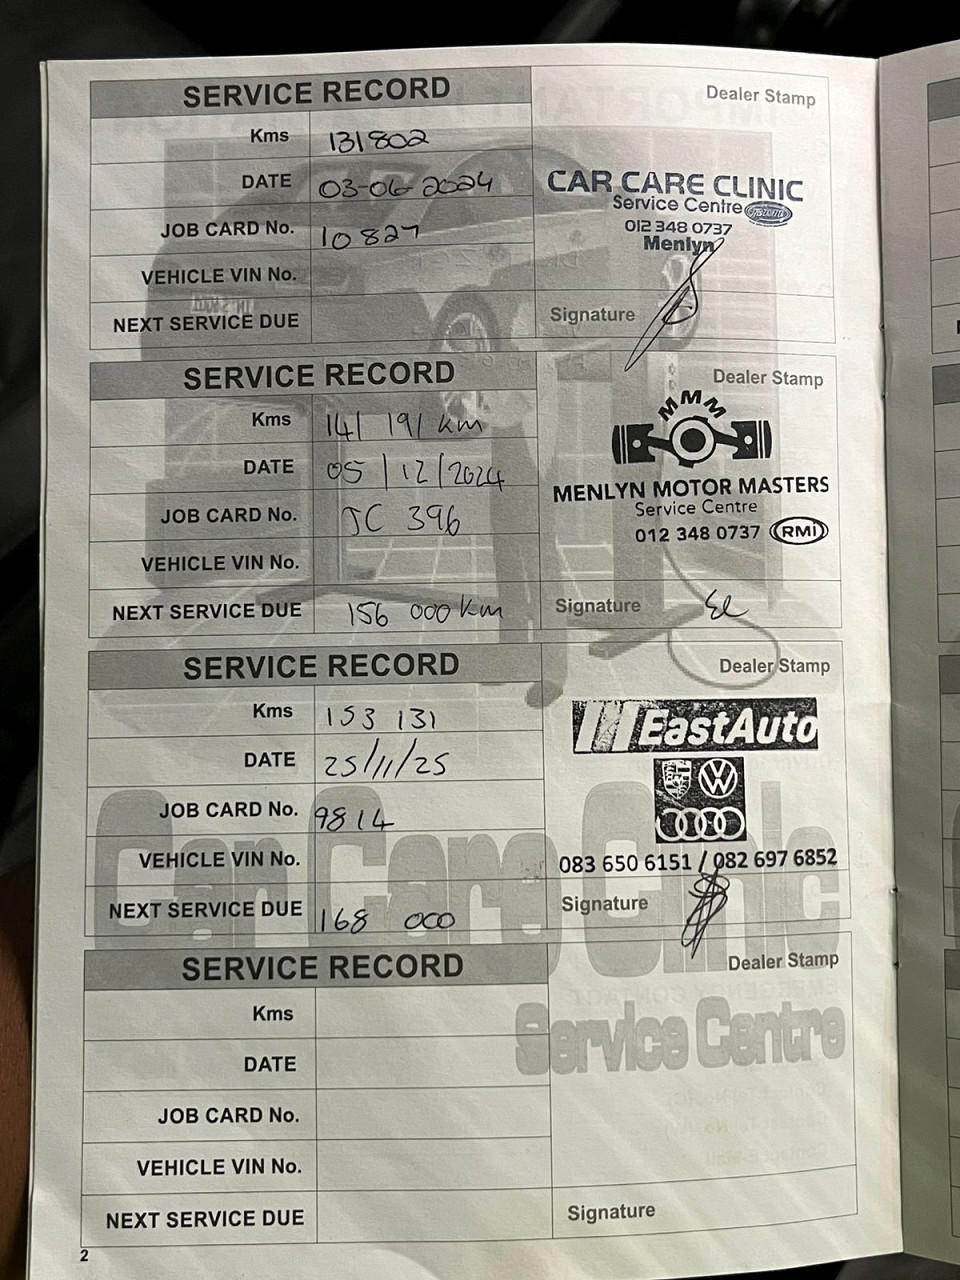 SERVICE RECORD
Dealer Stamp
Kms 131802
DATE 03-06-2024
JOB CARD No. 10827
VEHICLE VIN No.
NEXT SERVICE DUE
CAR CARE CLINIC
Service Centre
012 348 0737
Menlyn
Signature
SERVICE RECORD
Dealer Stamp
Kms 141 191 km
DATE 05/12/2024
JOB CARD No. JC 396
VEHICLE VIN No.
NEXT SERVICE DUE 156 000 km
MMM
MENLYN MOTOR MASTERS
Service Centre
012 348 0737 RMi
Signature
SERVICE RECORD
Dealer Stamp
Kms 153 131
DATE 25/11/25
JOB CARD No. 9814
VEHICLE VIN No.
NEXT SERVICE DUE 168 000
EastAuto
083 650 6151 / 082 697 6852
Signature
SERVICE RECORD
Dealer Stamp
Kms
DATE
JOB CARD No.
VEHICLE VIN No.
NEXT SERVICE DUE
Signature
Car Care Clinic
Service Centre
2